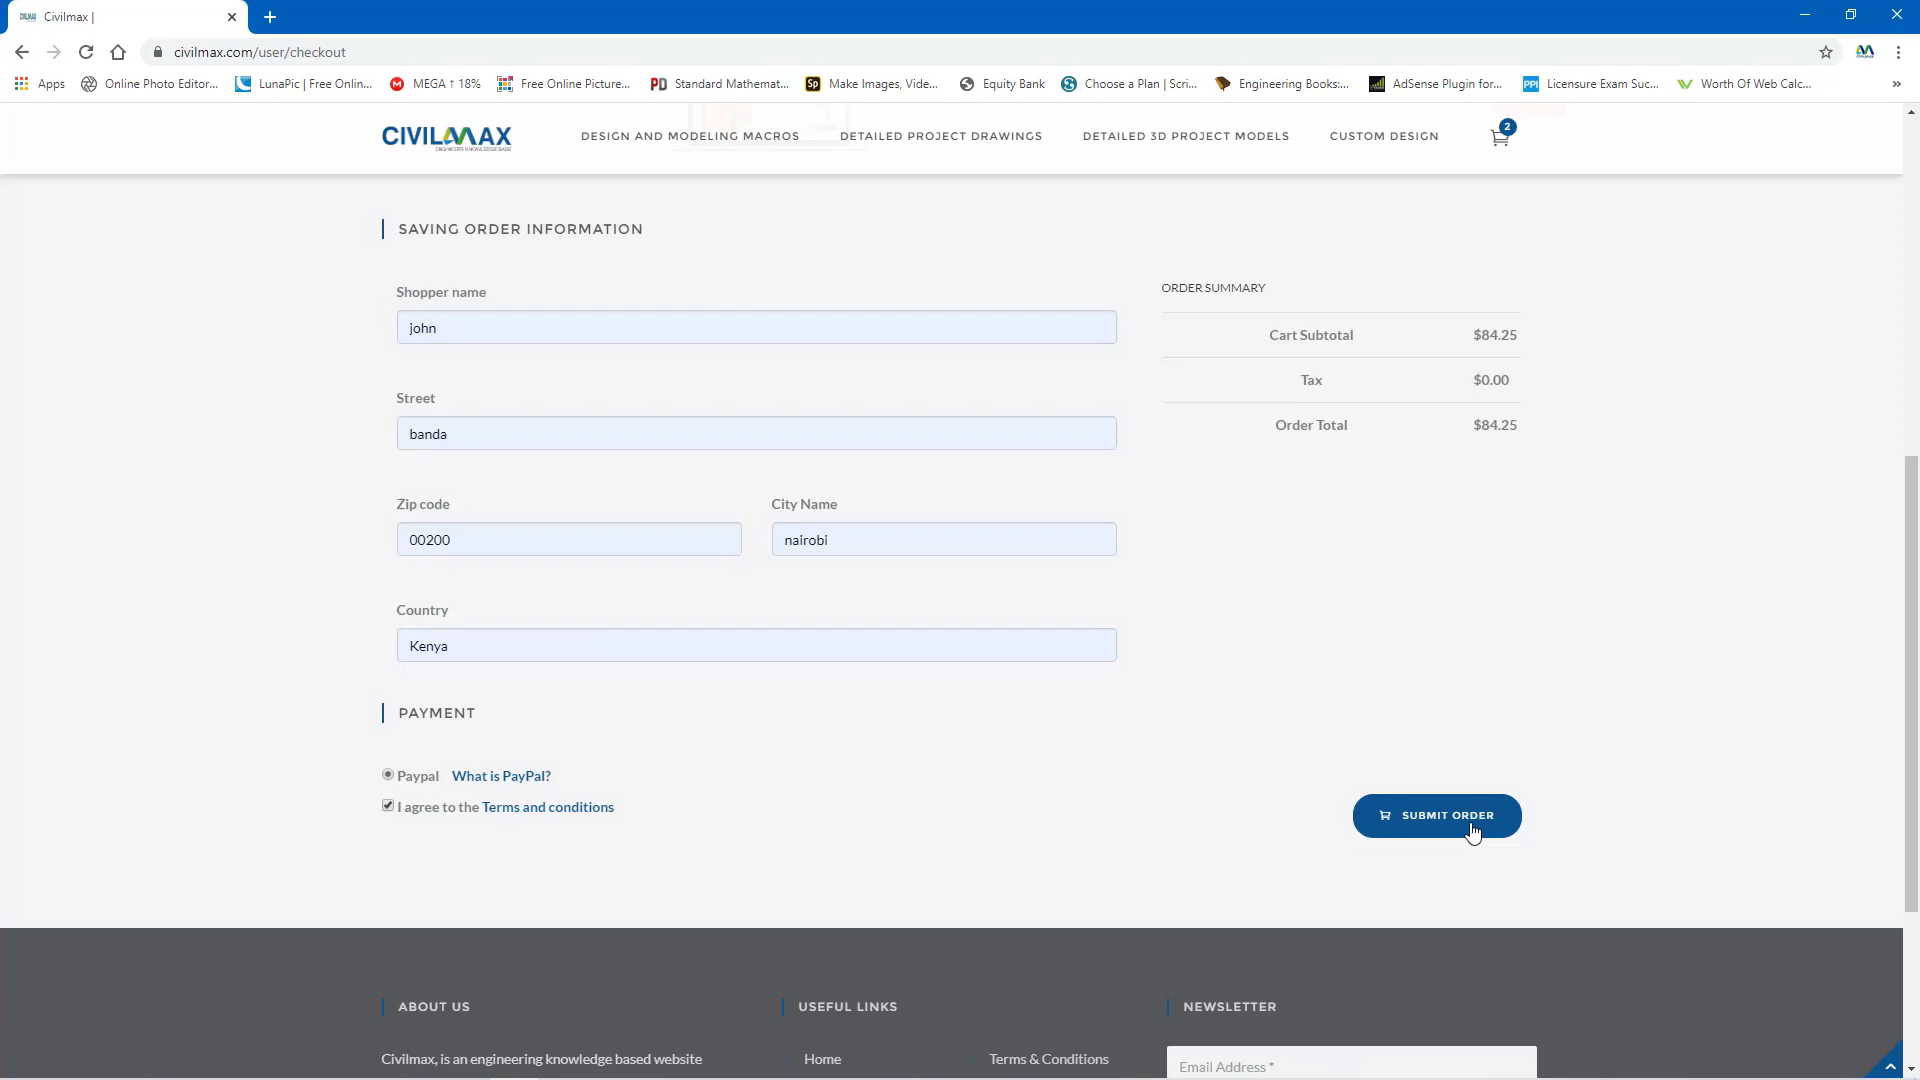 Civilmax |
civilmax.com/user/checkout
Apps Online Photo Editor... LunaPic | Free Onlin... MEGA ↑ 18% Free Online Picture... Standard Mathemat... Make Images, Vide... Equity Bank Choose a Plan | Scri... Engineering Books:... AdSense Plugin for... Licensure Exam Suc... Worth Of Web Calc... »
CIVILMAX DESIGN AND MODELING MACROS DETAILED PROJECT DRAWINGS DETAILED 3D PROJECT MODELS CUSTOM DESIGN 2
ENGINEER'S KNOWLEDGE BASE
SAVING ORDER INFORMATION
Shopper name
john
Street
banda
Zip code City Name
00200 nairobi
Country
Kenya
ORDER SUMMARY
Cart Subtotal $84.25
Tax $0.00
Order Total $84.25
PAYMENT
Paypal What is PayPal?
I agree to the Terms and conditions
SUBMIT ORDER
ABOUT US USEFUL LINKS NEWSLETTER
Civilmax, is an engineering knowledge based website Home Terms & Conditions Email Address *